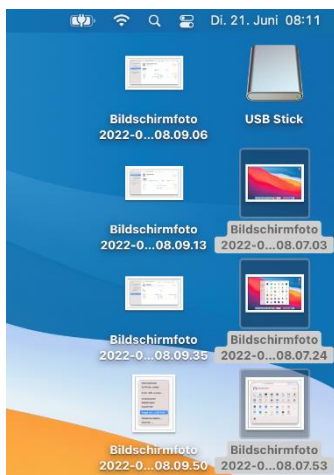 Di. 21. Juni 08:11
Bildschirmfoto
2022-0...08.09.06
USB Stick
Bildschirmfoto
2022-0...08.09.13
Bildschirmfoto
2022-0...08.07.03
Bildschirmfoto
2022-0...08.09.35
Bildschirmfoto
2022-0...08.07.24
Bildschirmfoto
2022-0...08.09.50
Bildschirmfoto
2022-0...08.07.53